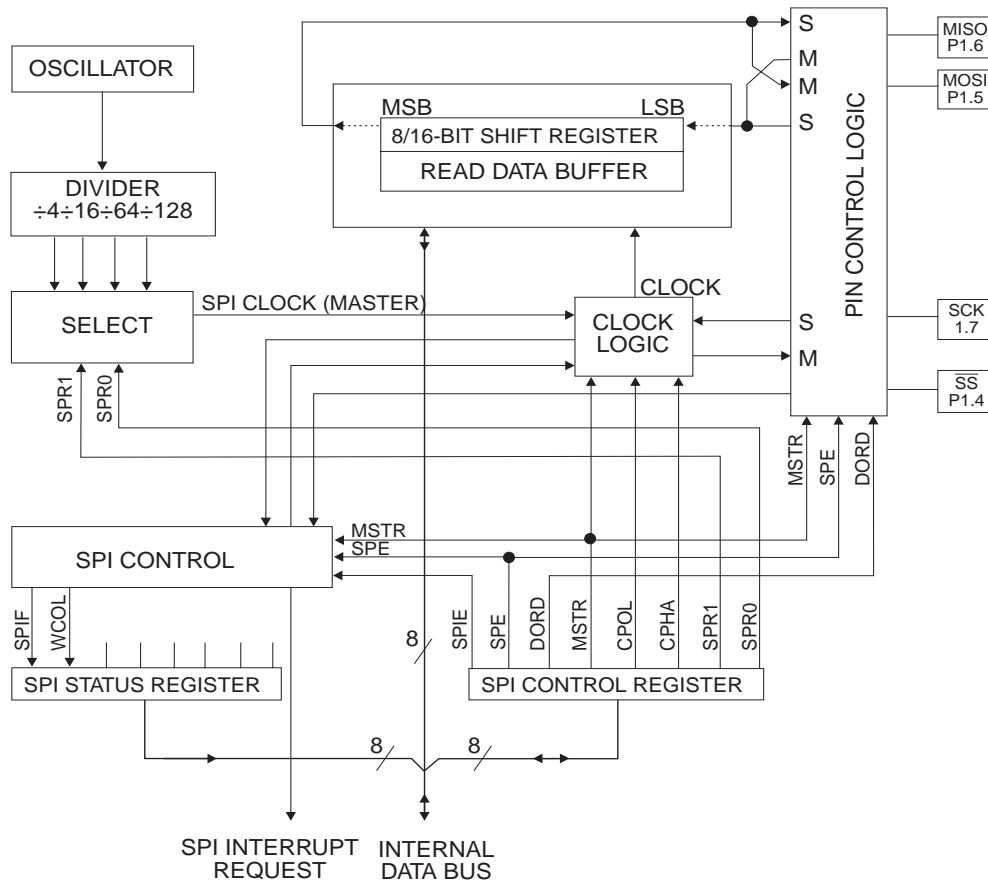 OSCILLATOR
DIVIDER
÷4÷16÷64÷128
SELECT
SPI CLOCK (MASTER)
SPR1
SPR0
MSB
LSB
8/16-BIT SHIFT REGISTER
READ DATA BUFFER
CLOCK
CLOCK
LOGIC
S
M
M
S
S
M
PIN CONTROL LOGIC
MISO
P1.6
MOSI
P1.5
SCK
1.7
SS
P1.4
MSTR
SPE
DORD
SPI CONTROL
MSTR
SPE
SPIF
WCOL
SPI STATUS REGISTER
8
SPIE
SPE
DORD
MSTR
CPOL
CPHA
SPR1
SPR0
SPI CONTROL REGISTER
8
8
SPI INTERRUPT
REQUEST
INTERNAL
DATA BUS